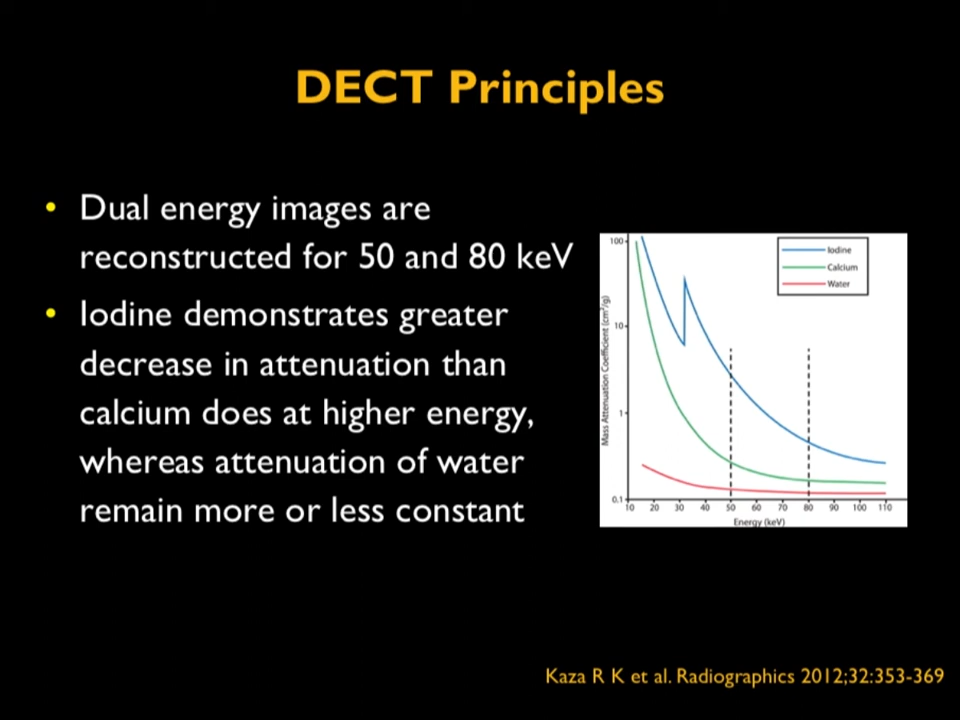 DECT Principles
• Dual energy images are
reconstructed for 50 and 80 keV
• Iodine demonstrates greater
decrease in attenuation than
calcium does at higher energy,
whereas attenuation of water
remain more or less constant
Iodine
Calcium
Water
Mass Attenuation Coefficient (cm²/g)
100
10
1
0.1
10 20 30 40 50 60 70 80 90 100 110
Energy (keV)
Kaza R K et al. Radiographics 2012;32:353-369